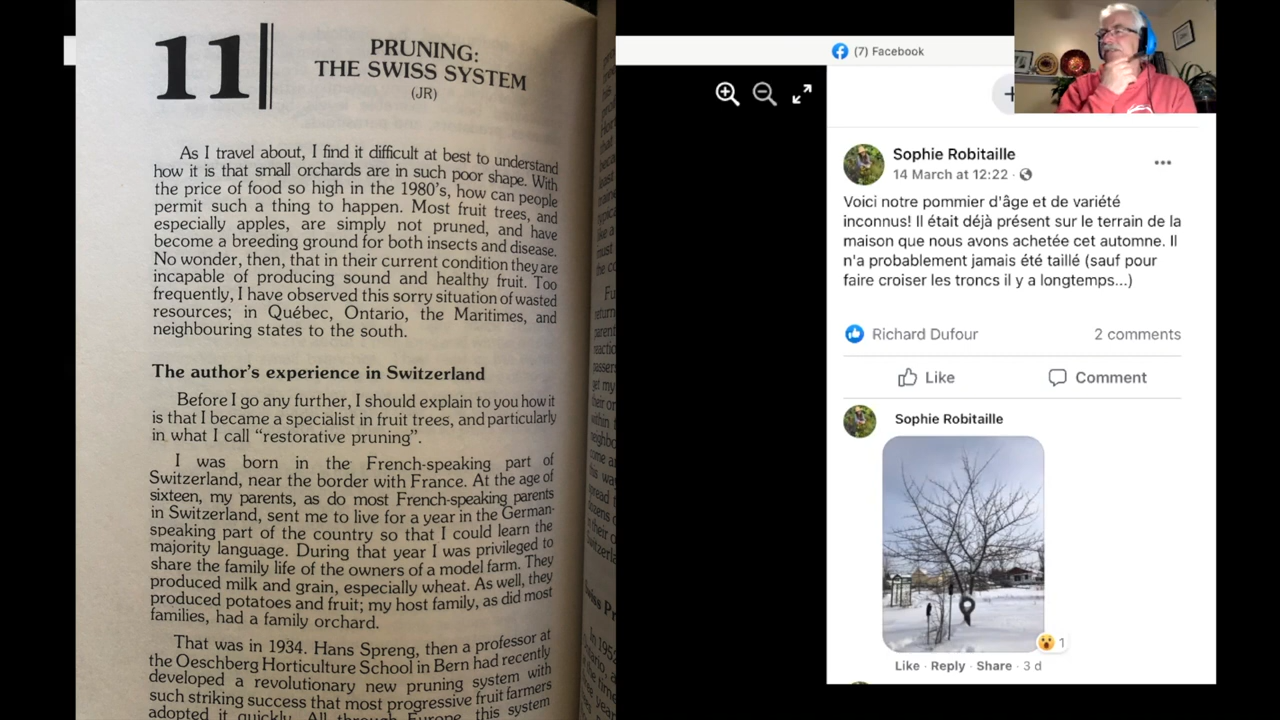 11
PRUNING:
THE SWISS SYSTEM
(JR)
As I travel about, I find it difficult at best to understand
how it is that small orchards are in such poor shape. With
the price of food so high in the 1980's, how can people
permit such a thing to happen. Most fruit trees, and
especially apples, are simply not pruned, and have
become a breeding ground for both insects and disease.
No wonder, then, that in their current condition they are
incapable of producing sound and healthy fruit. Too
frequently, I have observed this sorry situation of wasted
resources; in Québec, Ontario, the Maritimes, and
neighbouring states to the south.
The author's experience in Switzerland
Before I go any further, I should explain to you how it
is that I became a specialist in fruit trees, and particularly
in what I call “restorative pruning”.
I was born in the French-speaking part of
Switzerland, near the border with France. At the age of
sixteen, my parents, as do most French-speaking parents
in Switzerland, sent me to live for a year in the German-
speaking part of the country so that I could learn the
majority language. During that year I was privileged to
share the family life of the owners of a model farm. They
produced milk and grain, especially wheat. As well, they
produced potatoes and fruit; my host family, as did most
families, had a family orchard.
That was in 1934. Hans Spreng, then a professor at
the Oeschberg Horticulture School in Bern had recently
developed a revolutionary new pruning system with
such striking success that most progressive fruit farmers
adopted it quickly. All through Europe, this system
(7) Facebook
Sophie Robitaille
14 March at 12:22 ·
Voici notre pommier d'âge et de variété
inconnus! Il était déjà présent sur le terrain de la
maison que nous avons achetée cet automne. Il
n'a probablement jamais été taillé (sauf pour
faire croiser les troncs il y a longtemps...)
Richard Dufour
2 comments
Like
Comment
Sophie Robitaille
1
Like · Reply · Share · 3 d